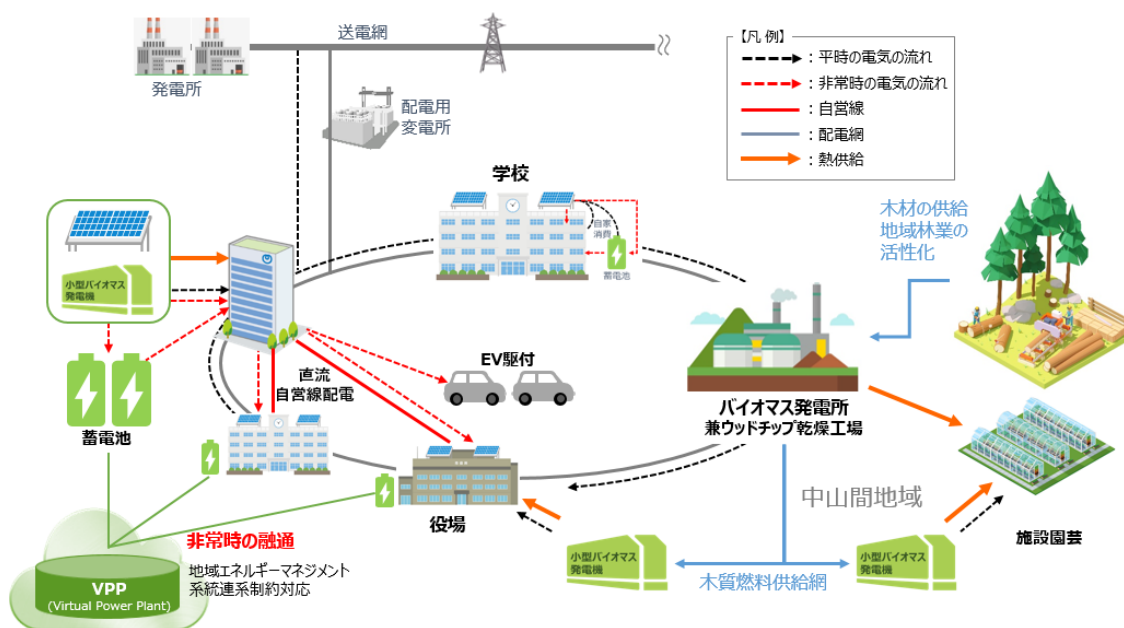 送電網
発電所
配電用
変電所
【凡 例】
：平時の電気の流れ
：非常時の電気の流れ
：自営線
：配電網
：熱供給
学校
自家
消費
蓄電池
木材の供給
地域林業の
活性化
小型バイオマス
発電機
蓄電池
直流
自営線配電
EV駆付
バイオマス発電所
兼ウッドチップ乾燥工場
中山間地域
施設園芸
役場
小型バイオマス
発電機
小型バイオマス
発電機
木質燃料供給網
非常時の融通
地域エネルギーマネジメント
系統連系制約対応
VPP
(Virtual Power Plant)